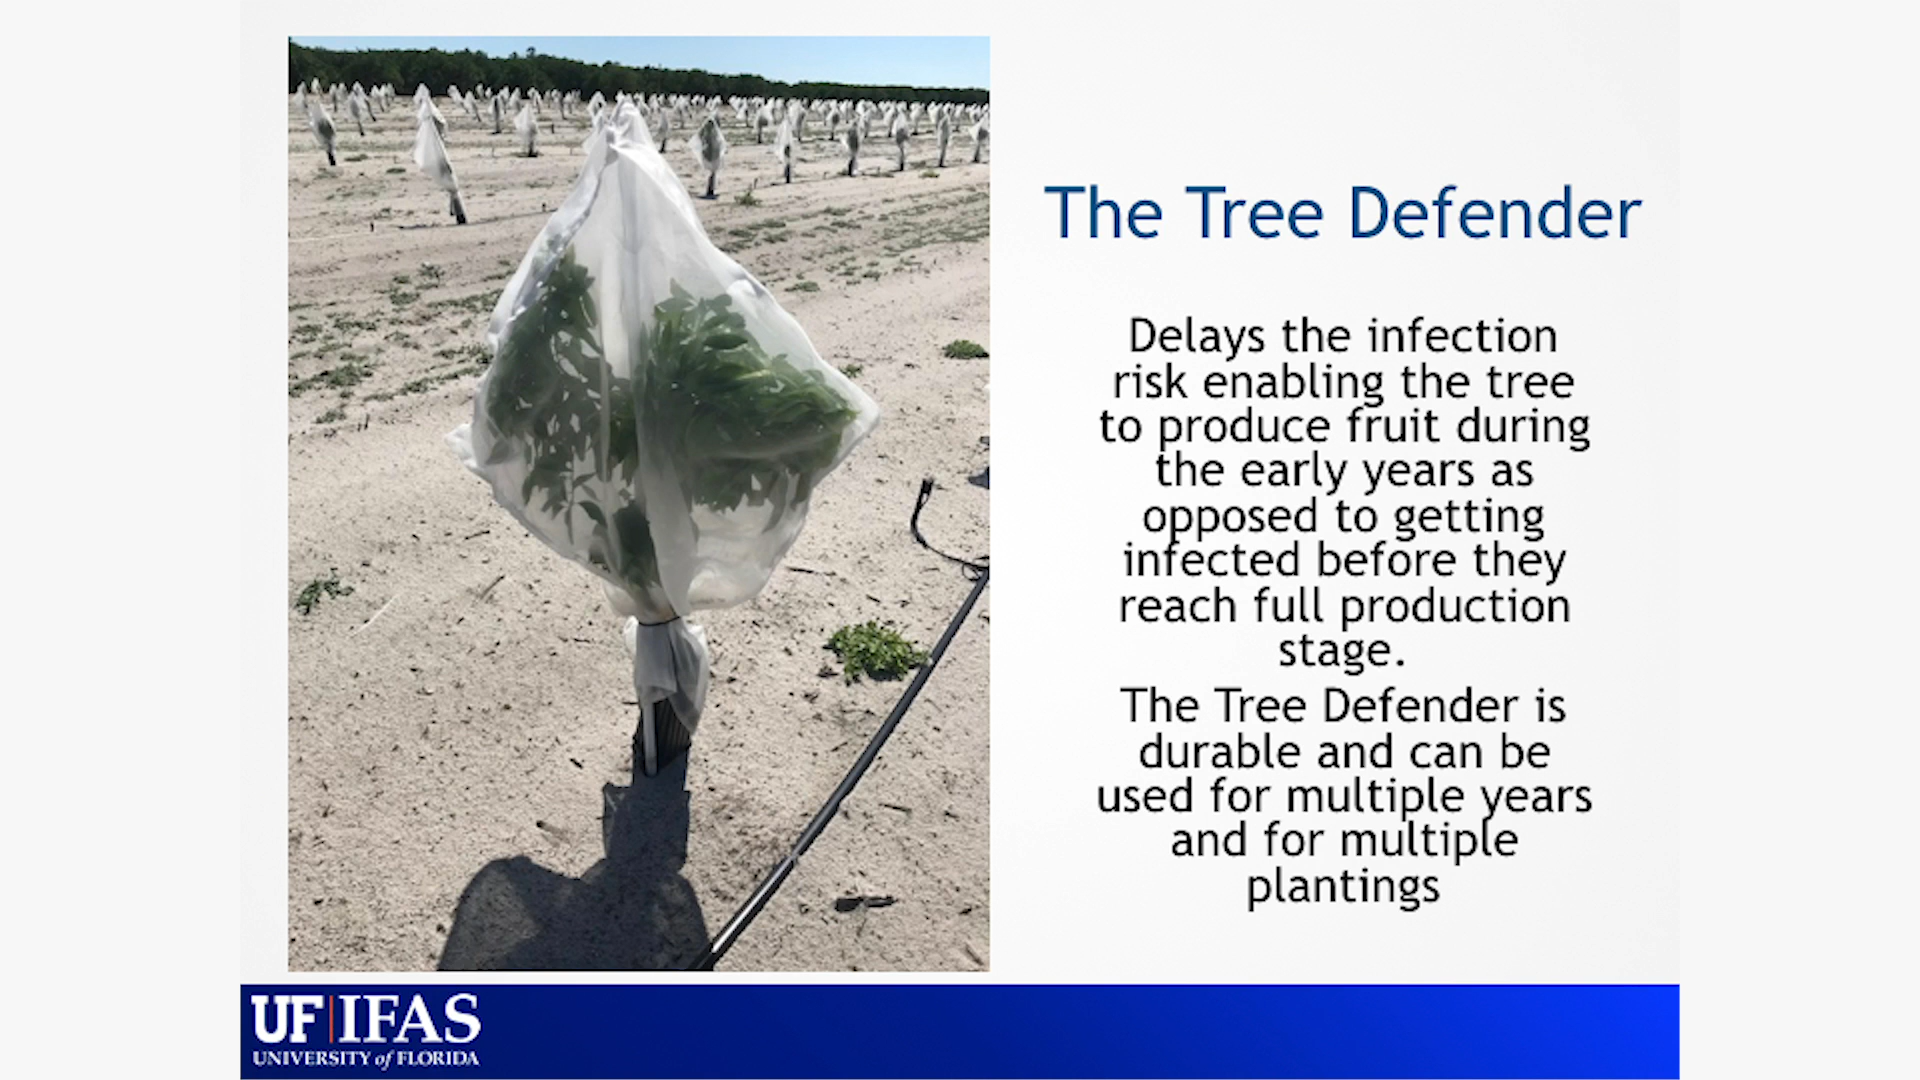 The Tree Defender
Delays the infection
risk enabling the tree
to produce fruit during
the early years as
opposed to getting
infected before they
reach full production
stage.
The Tree Defender is
durable and can be
used for multiple years
and for multiple
plantings
UF|IFAS
UNIVERSITY of FLORIDA